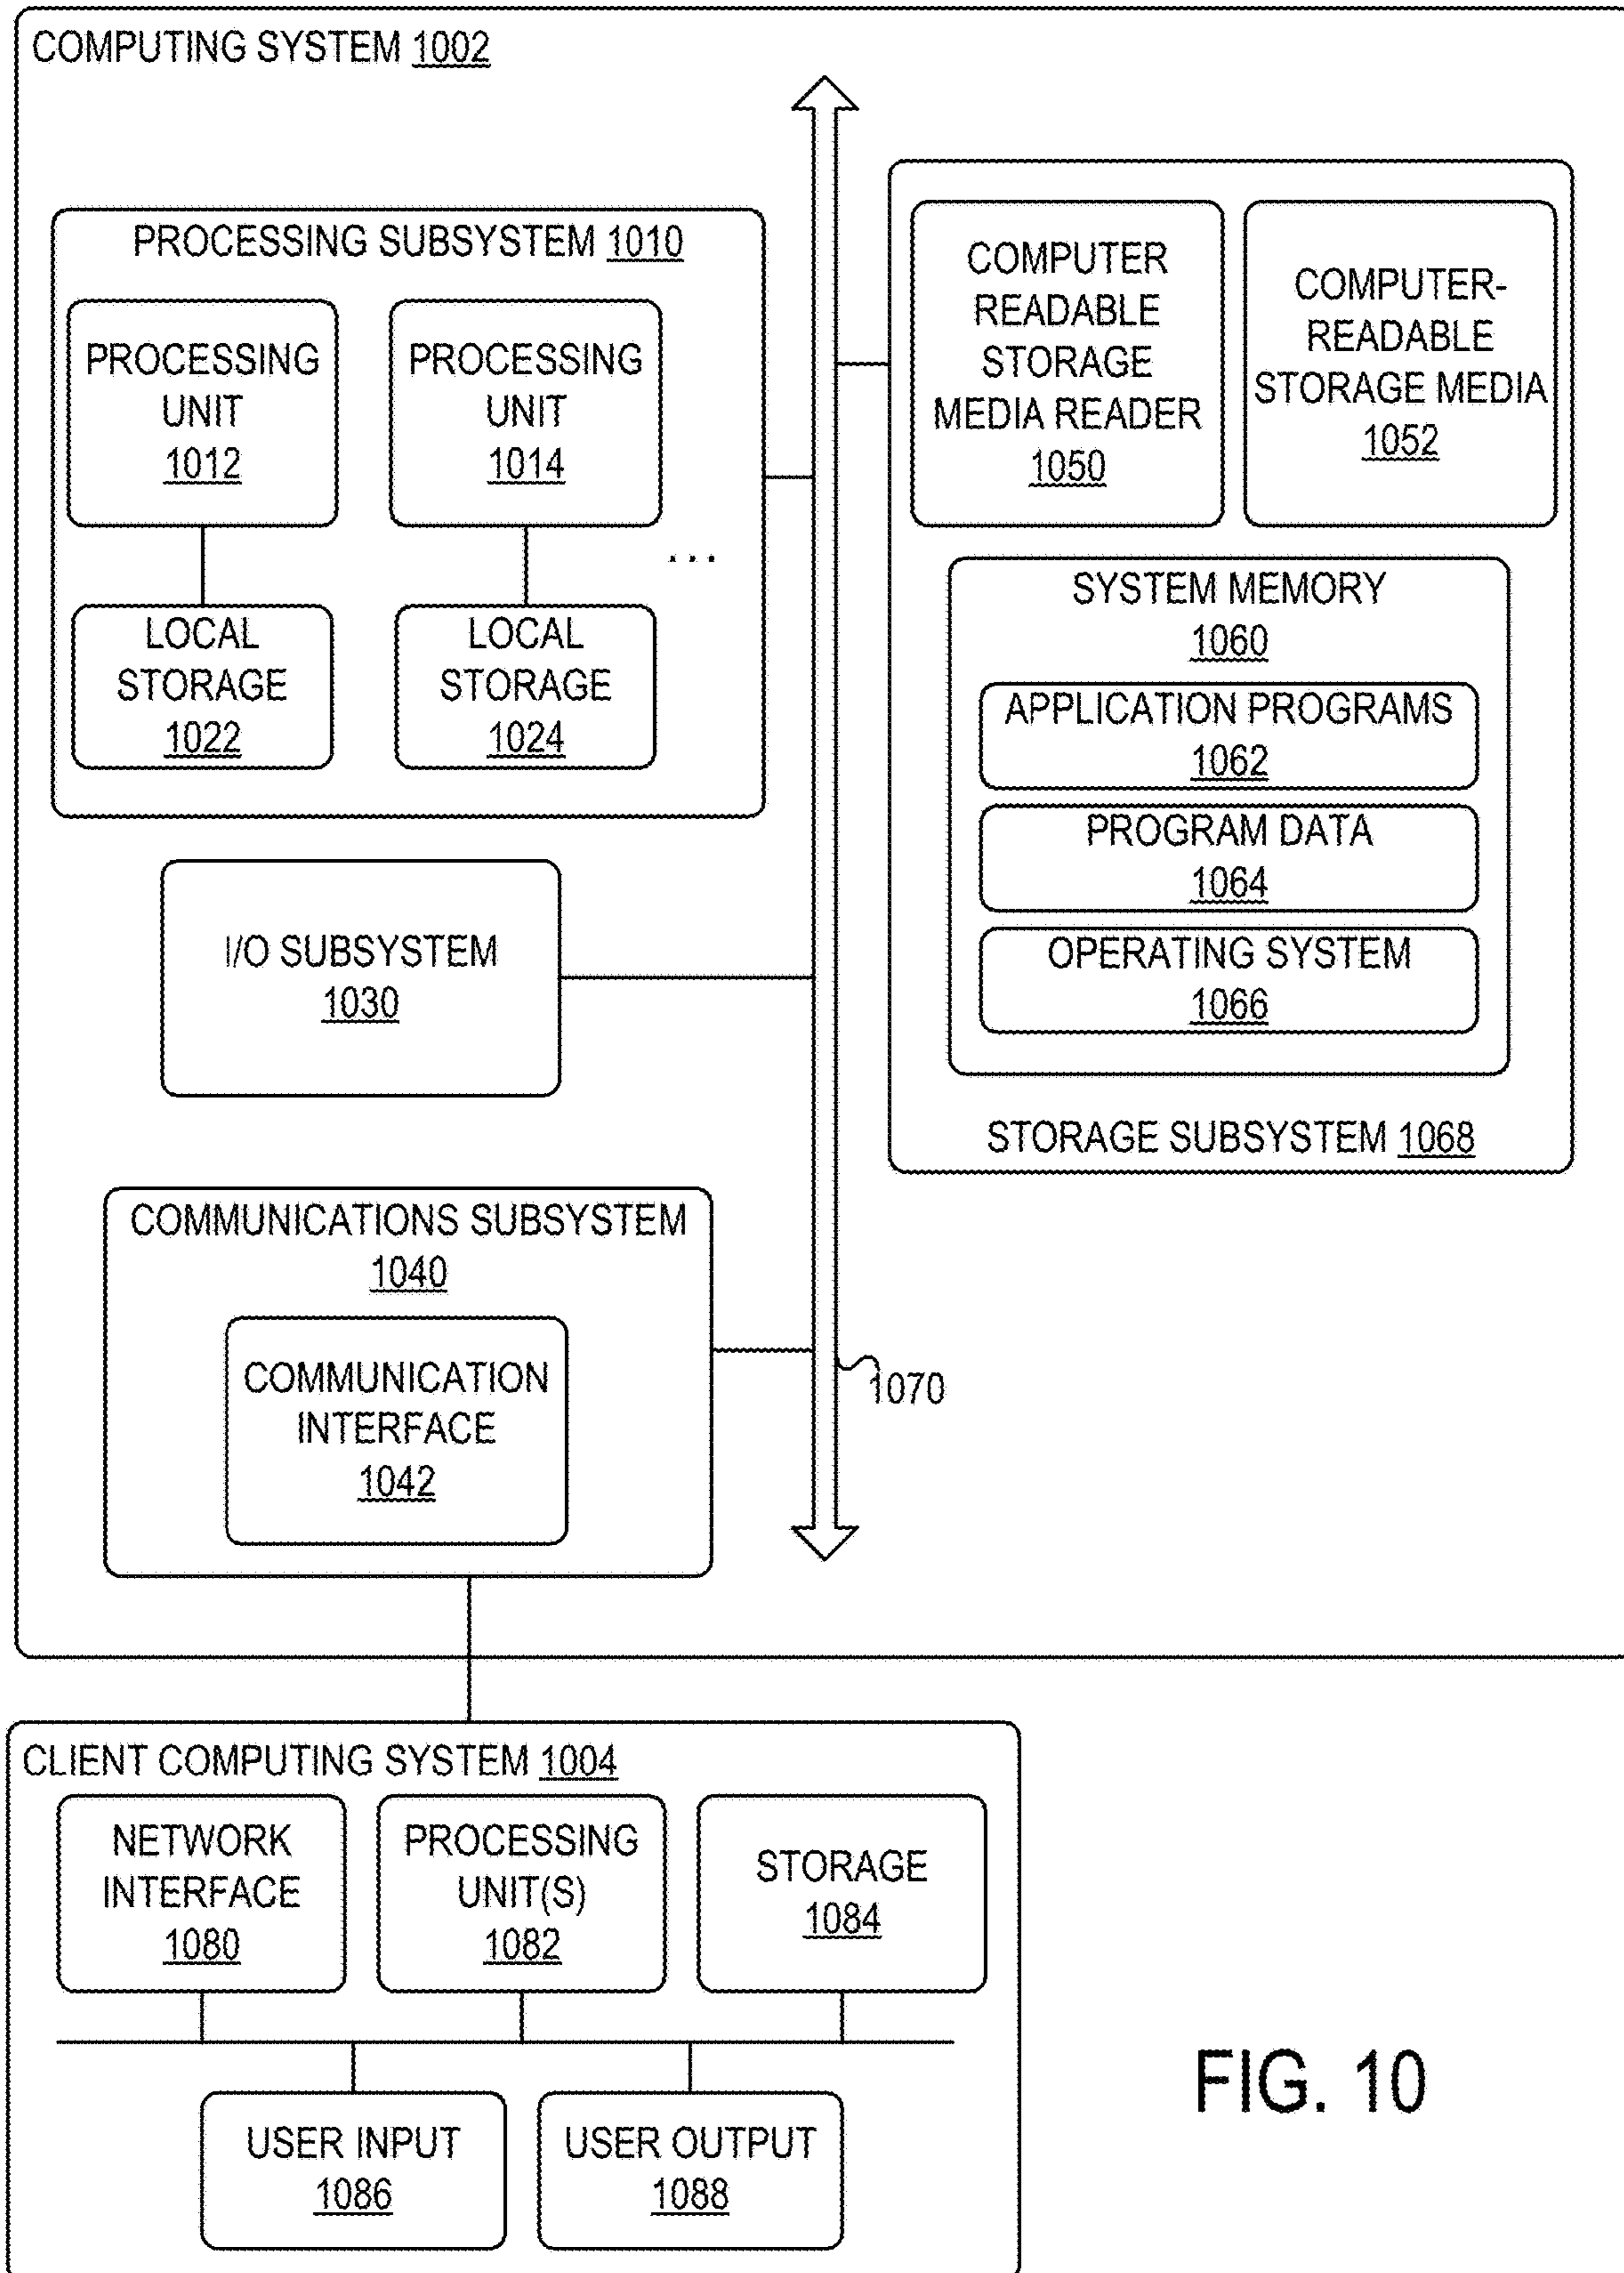 COMPUTING SYSTEM 1002
PROCESSING SUBSYSTEM 1010
PROCESSING
UNIT
1012
PROCESSING
UNIT
1014
...
LOCAL
STORAGE
1022
LOCAL
STORAGE
1024
I/O SUBSYSTEM
1030
COMMUNICATIONS SUBSYSTEM
1040
COMMUNICATION
INTERFACE
1042
1070
COMPUTER
READABLE
STORAGE
MEDIA READER
1050
COMPUTER-
READABLE
STORAGE MEDIA
1052
SYSTEM MEMORY
1060
APPLICATION PROGRAMS
1062
PROGRAM DATA
1064
OPERATING SYSTEM
1066
STORAGE SUBSYSTEM 1068
CLIENT COMPUTING SYSTEM 1004
NETWORK
INTERFACE
1080
PROCESSING
UNIT(S)
1082
STORAGE
1084
USER INPUT
1086
USER OUTPUT
1088
FIG. 10